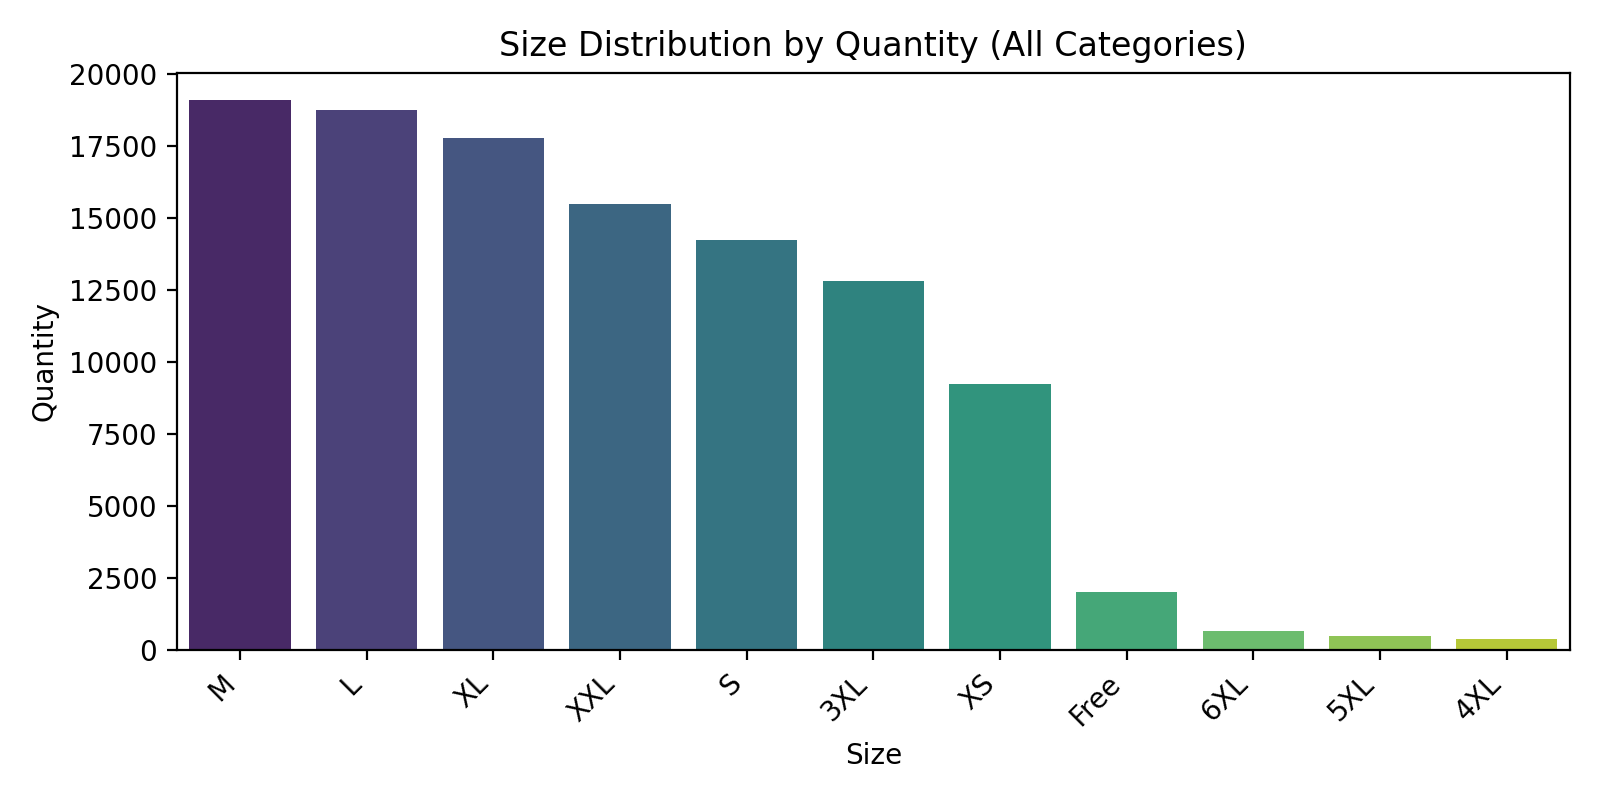 Size Distribution by Quantity (All Categories)
20000
17500
15000
12500
10000
7500
5000
2500
0
Quantity
M
L
XL
XXL
S
3XL
XS
Free
6XL
5XL
4XL
Size